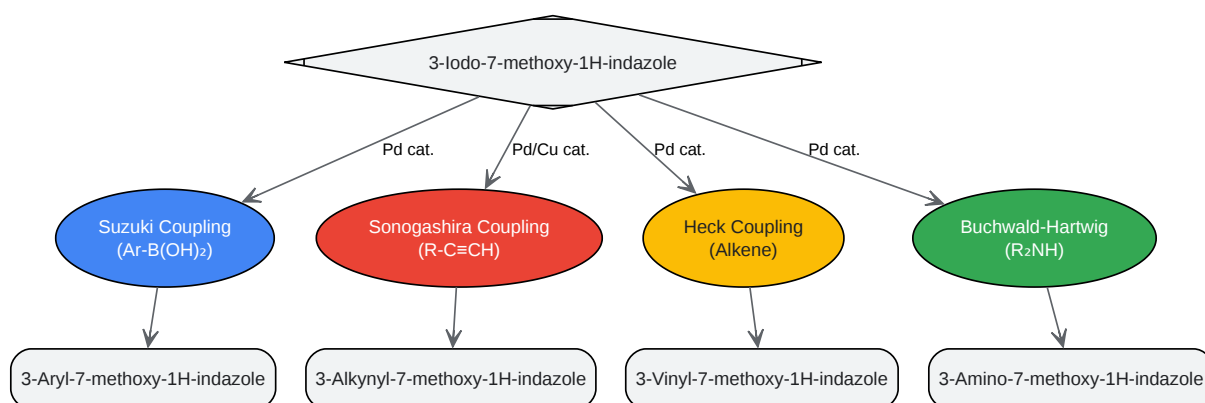 3-Iodo-7-methoxy-1H-indazole
Pd cat.
Pd/Cu cat.
Pd cat.
Pd cat.
Suzuki Coupling
(Ar-B(OH)₂)
Sonogashira Coupling
(R-C≡CH)
Heck Coupling
(Alkene)
Buchwald-Hartwig
(R₂NH)
3-Aryl-7-methoxy-1H-indazole
3-Alkynyl-7-methoxy-1H-indazole
3-Vinyl-7-methoxy-1H-indazole
3-Amino-7-methoxy-1H-indazole